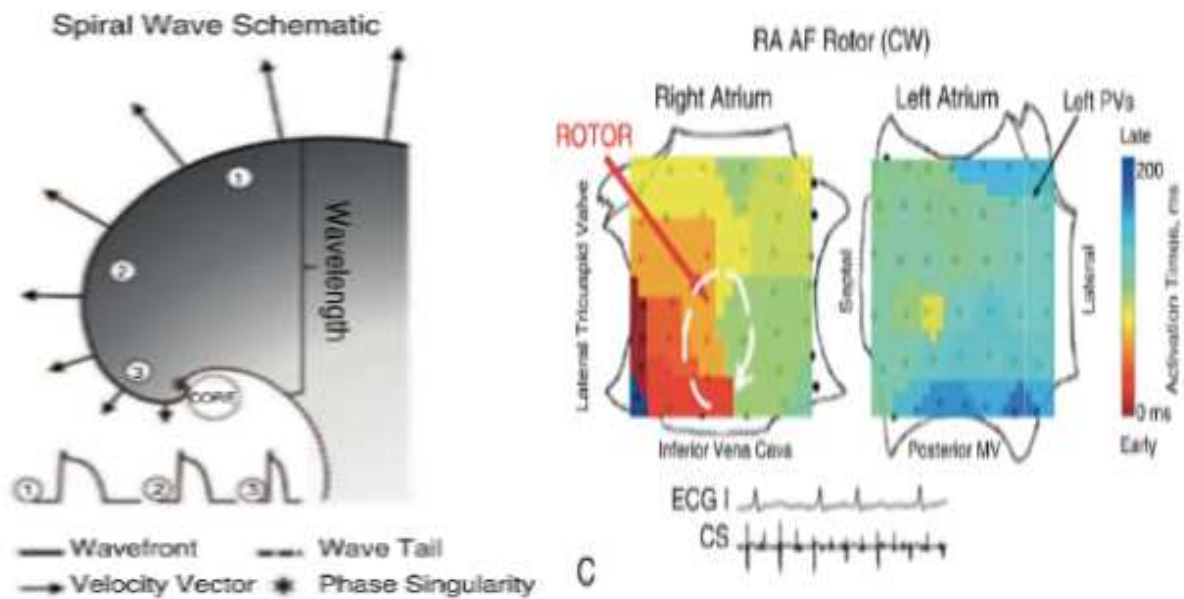 Spiral Wave Schematic
1
2
3
Wavelength
CORE
1 2 3
Wavefront Wave Tail
Velocity Vector Phase Singularity
RA AF Rotor (CW)
Right Atrium Left Atrium
Left PVs
ROTOR
Late
200
Lateral Tricuspid Valve
Septal
Lateral
Activation Times, ms
0 ms
Early
Inferior Vena Cava Posterior MV
ECG I
CS
C